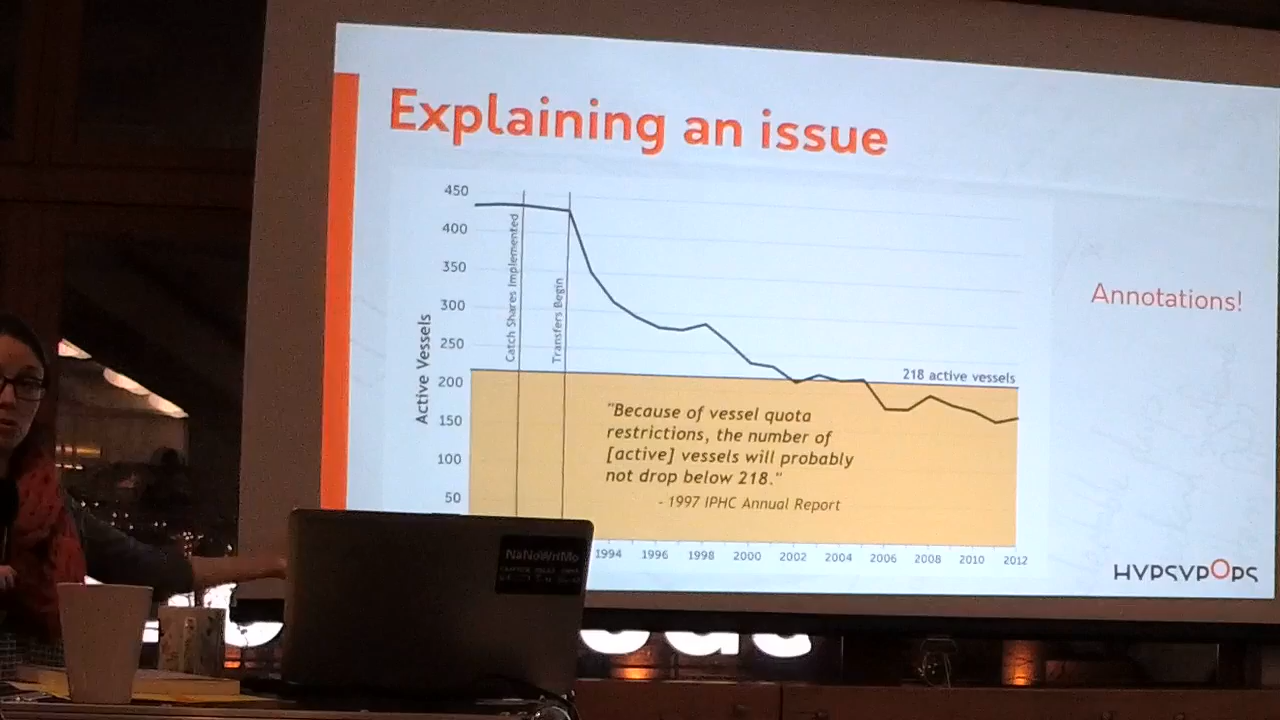 Explaining an issue
450
400
350
300
250
200
150
100
50
Active Vessels
Catch Shares Implemented
Transfers Begin
218 active vessels
"Because of vessel quota
restrictions, the number of
[active] vessels will probably
not drop below 218."
- 1997 IPHC Annual Report
1994 1996 1998 2000 2002 2004 2006 2008 2010 2012
Annotations!
NaNoWriMo